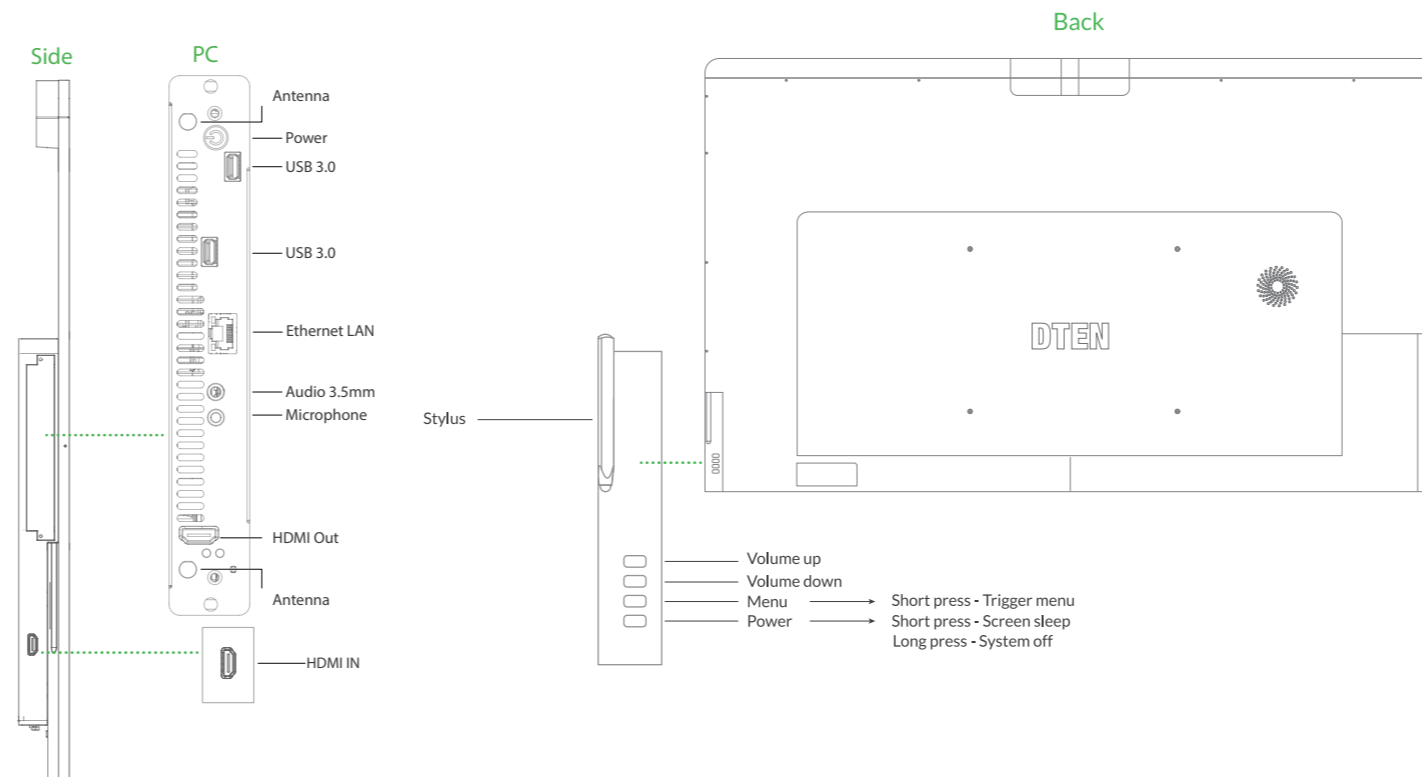 Side
PC
Antenna
Power
USB 3.0
USB 3.0
Ethernet LAN
Audio 3.5mm
Microphone
HDMI Out
Antenna
HDMI IN
Back
DTEN
Stylus
Volume up
Volume down
Menu Short press - Trigger menu
Power Short press - Screen sleep
Long press - System off